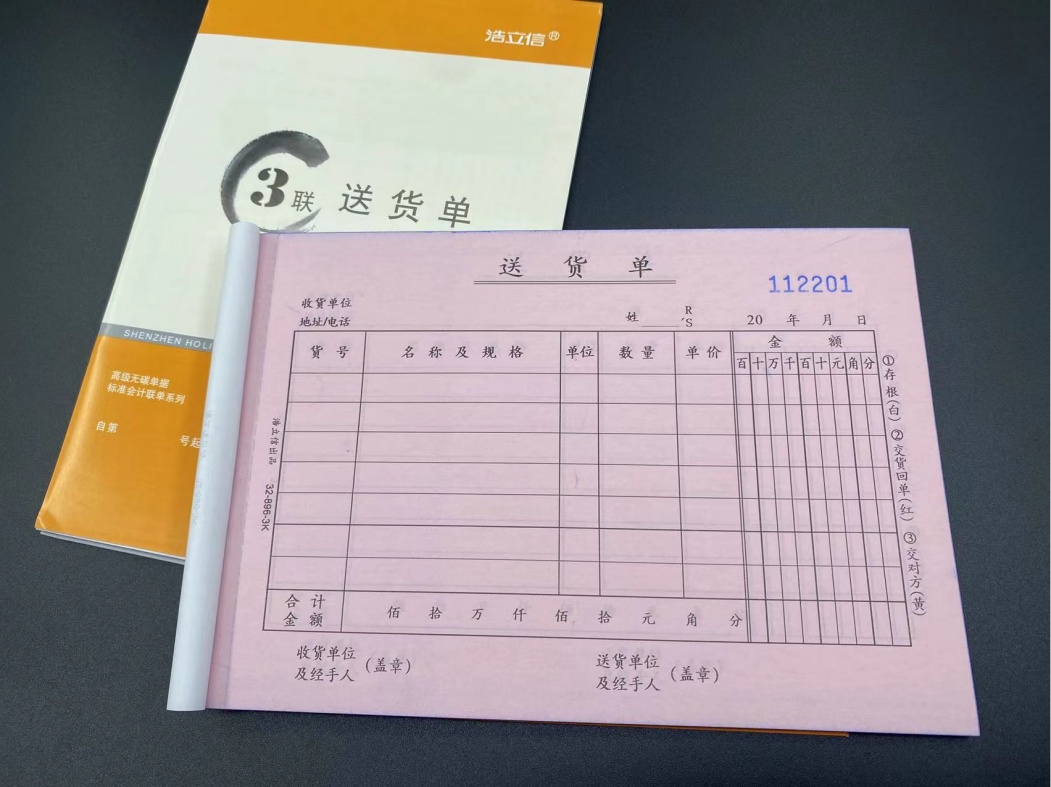 浩立信®
3联 送货单
SHENZHEN HOLI
高级无碳单据
标准会计联单系列
自第 号起
送 货 单
112201
收货单位
地址/电话 姓 R S
20 年 月 日
货 号 名 称 及 规 格 单位 数 量 单 价 金 额
百 十 万 千 百 十 元 角 分
合 计
金 额
佰 拾 万 仟 佰 拾 元 角 分
收货单位
及经手人 (盖章)
送货单位
及经手人 (盖章)
①存根(白) ②交货回单(红) ③交对方(黄)
浩立信出品 32-896-3K